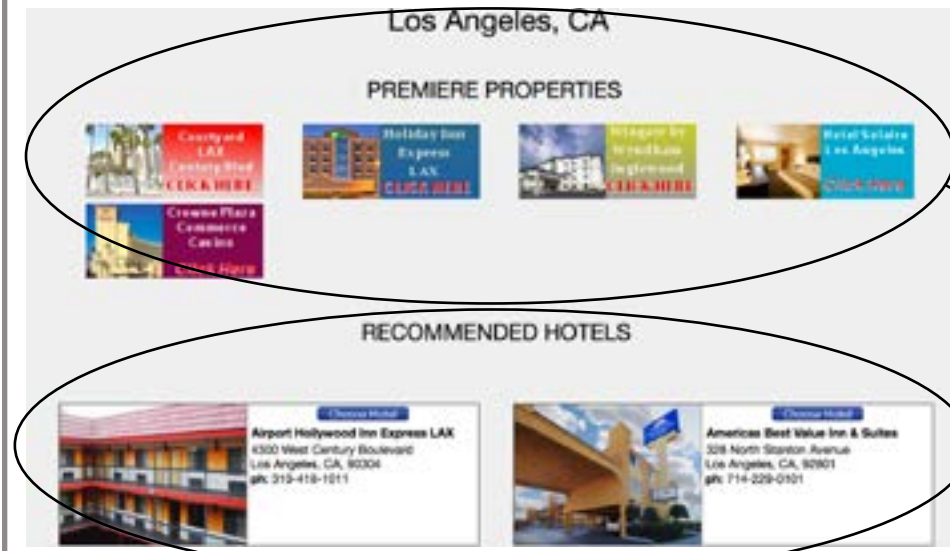 Los Angeles, CA
PREMIERE PROPERTIES
Courtyard
LAX
Century Blvd
CLICK HERE
Holiday Inn
Express
LAX
CLICK HERE
Wingate by
Wyndham
Inglewood
CLICK HERE
Hotel Solaire
Los Angeles
Click Here
Crowne Plaza
Commerce
Casino
Click Here
RECOMMENDED HOTELS
Choose Hotel
Airport Hollywood Inn Express LAX
4300 West Century Boulevard
Los Angeles, CA, 90304
ph: 310-418-1011
Choose Hotel
Americas Best Value Inn & Suites
328 North Stanton Avenue
Los Angeles, CA, 92801
ph: 714-229-0101